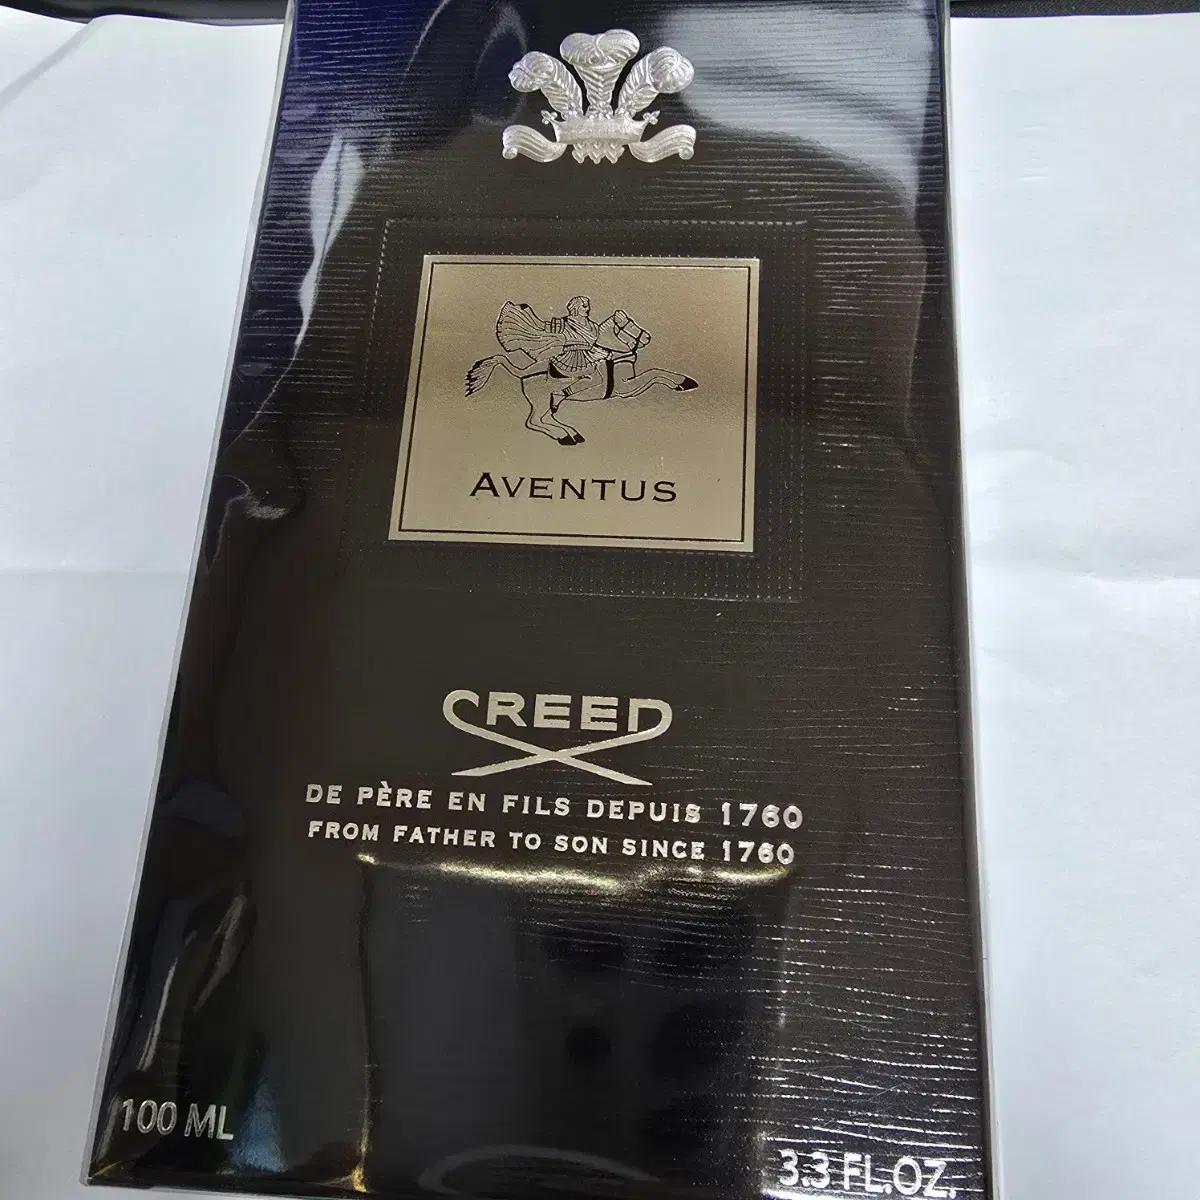 AVENTUS
CREED
DE PÈRE EN FILS DEPUIS 1760
FROM FATHER TO SON SINCE 1760
100 ML
3.3 FL.OZ.